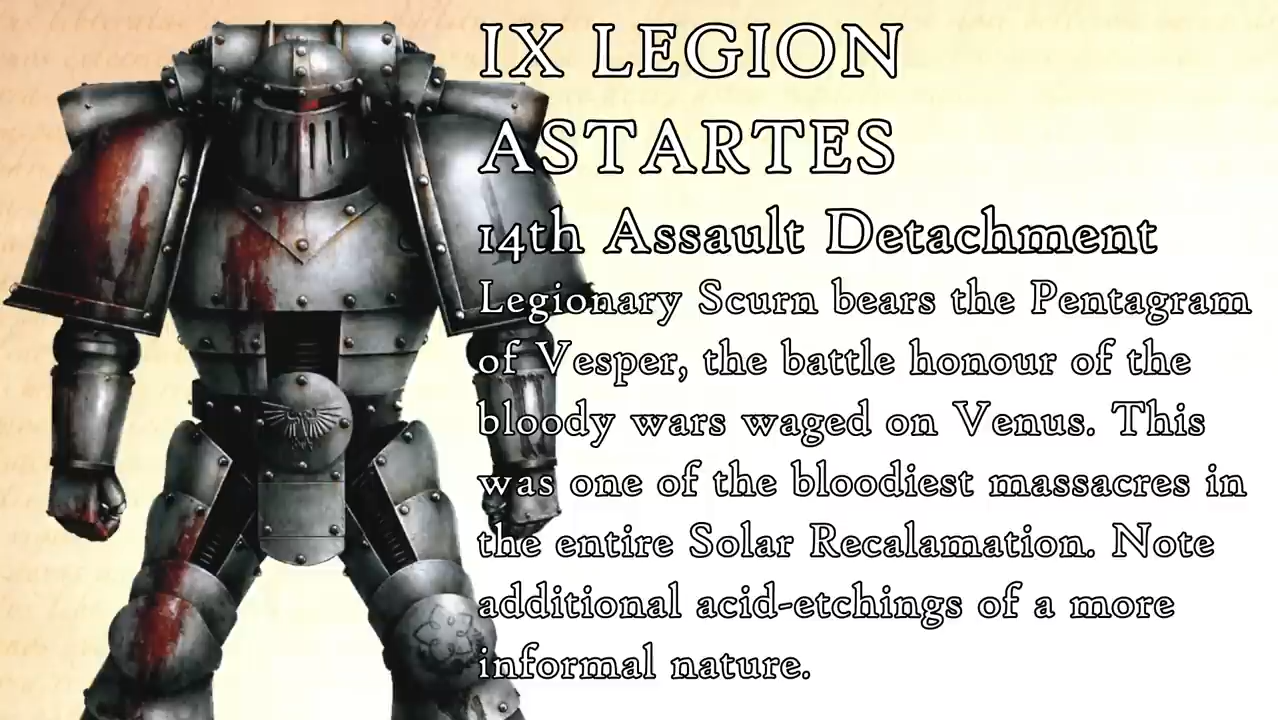 IX LEGION
ASTARTES
14th Assault Detachment
Legionary Scurn bears the Pentagram
of Vesper, the battle honour of the
bloody wars waged on Venus. This
was one of the bloodiest massacres in
the entire Solar Recalamation. Note
additional acid-etchings of a more
informal nature.